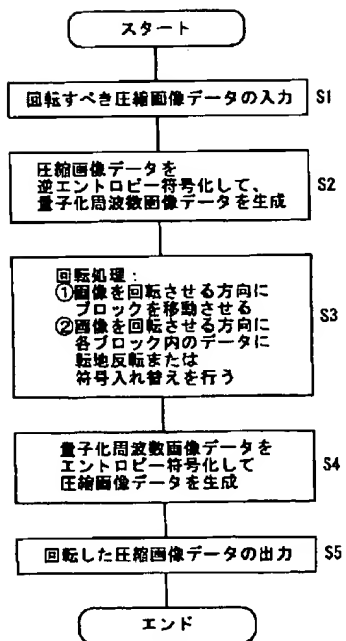 スタート
回転すべき圧縮画像データの入力 S1
圧縮画像データを
逆エントロピー符号化して、
量子化周波数画像データを生成
S2
回転処理：
①画像を回転させる方向に
ブロックを移動させる
②画像を回転させる方向に
各ブロック内のデータに
転地反転または
符号入れ替えを行う
S3
量子化周波数画像データを
エントロピー符号化して
圧縮画像データを生成
S4
回転した圧縮画像データの出力 S5
エンド